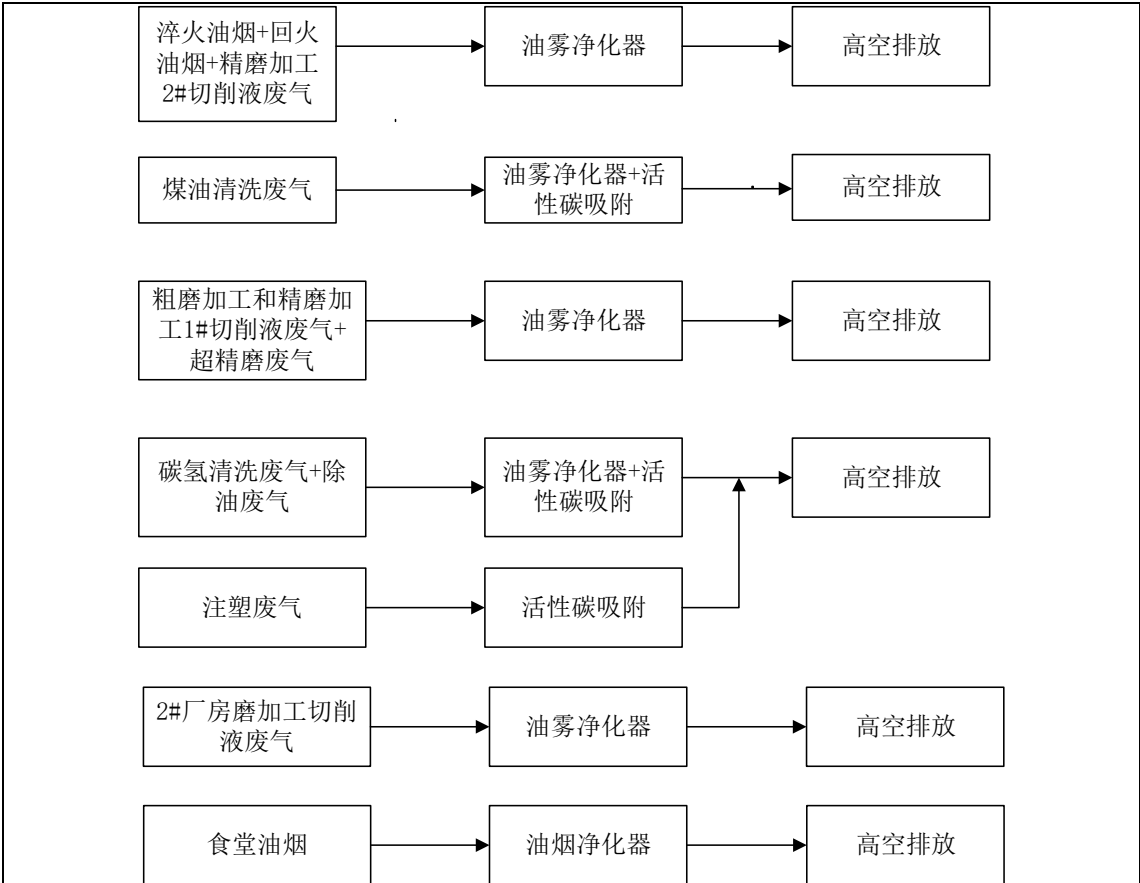 淬火油烟+回火
油烟+精磨加工
2#切削液废气
油雾净化器
高空排放
煤油清洗废气
油雾净化器+活
性碳吸附
高空排放
粗磨加工和精磨加
工1#切削液废气+
超精磨废气
油雾净化器
高空排放
碳氢清洗废气+除
油废气
油雾净化器+活
性碳吸附
高空排放
注塑废气
活性碳吸附
2#厂房磨加工切削
液废气
油雾净化器
高空排放
食堂油烟
油烟净化器
高空排放